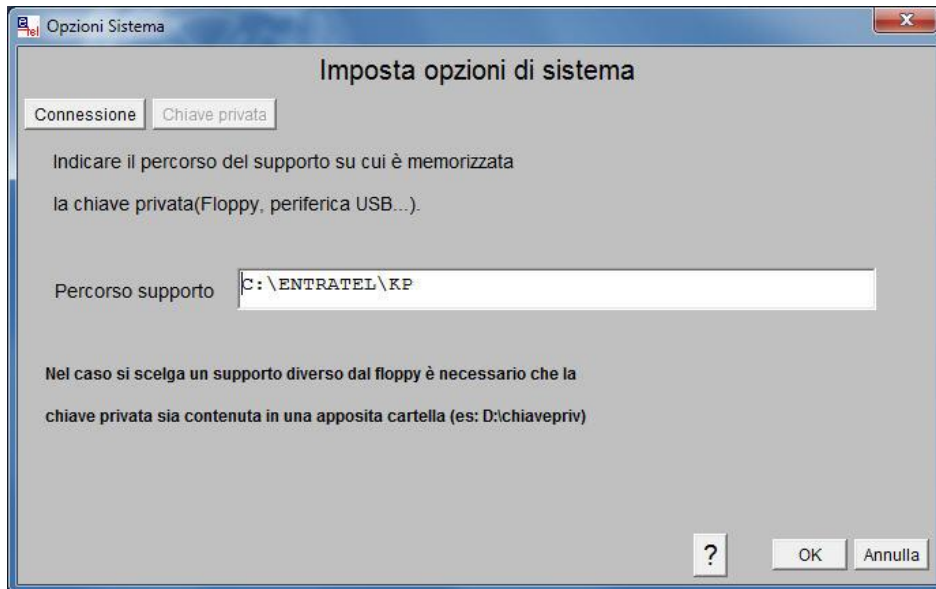 e
Tel
Opzioni Sistema
x
Imposta opzioni di sistema
Connessione Chiave privata
Indicare il percorso del supporto su cui è memorizzata
la chiave privata(Floppy, periferica USB...).
Percorso supporto C:\ENTRATEL\KP
Nel caso si scelga un supporto diverso dal floppy è necessario che la
chiave privata sia contenuta in una apposita cartella (es: D:\chiavepriv)
? OK Annulla